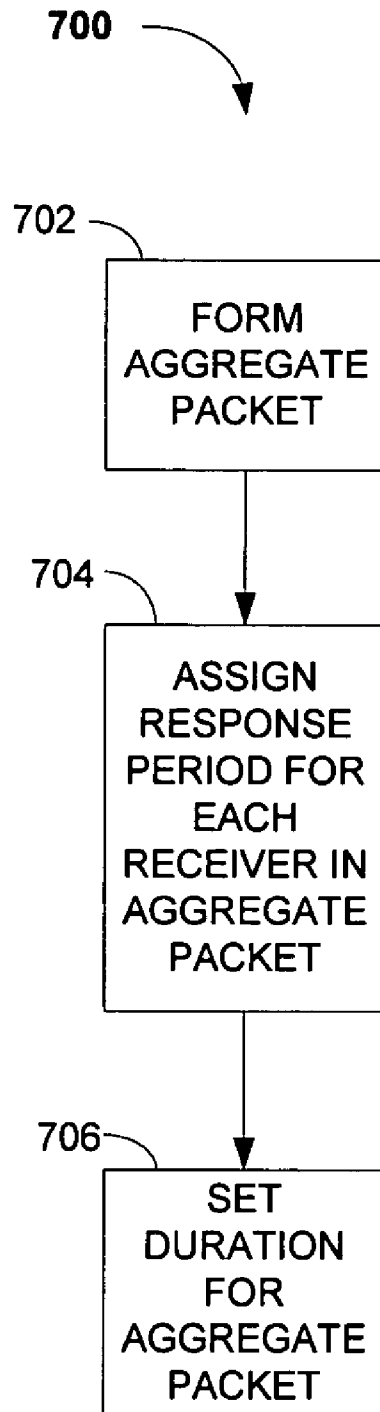 700
702
FORM
AGGREGATE
PACKET
704
ASSIGN
RESPONSE
PERIOD FOR
EACH
RECEIVER IN
AGGREGATE
PACKET
706
SET
DURATION
FOR
AGGREGATE
PACKET